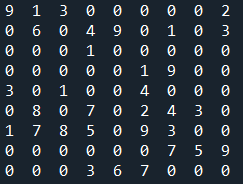 9 1 3 0 0 0 0 0 2
0 6 0 4 9 0 1 0 3
0 0 0 1 0 0 0 0 0
0 0 0 0 0 1 9 0 0
3 0 1 0 0 4 0 0 0
0 8 0 7 0 2 4 3 0
1 7 8 5 0 9 3 0 0
0 0 0 0 0 0 7 5 9
0 0 0 3 6 7 0 0 0